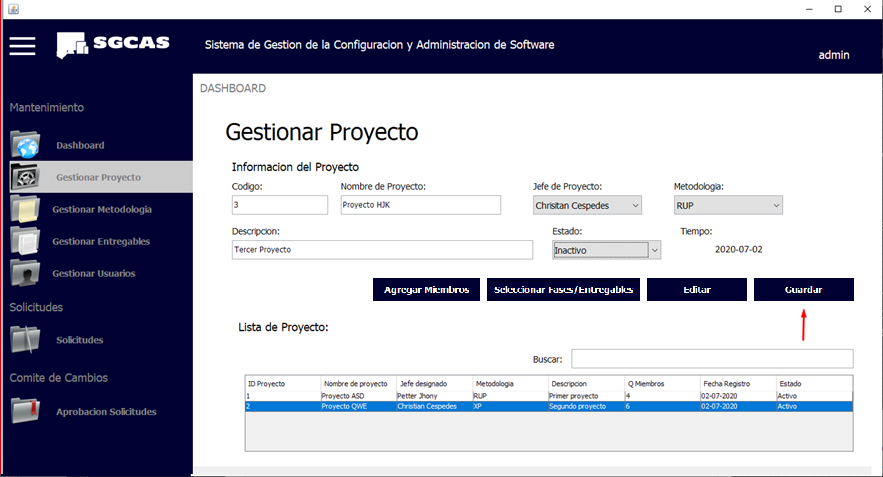 SGCAS
Sistema de Gestion de la Configuracion y Administracion de Software
admin
Mantenimiento
Dashboard
Gestionar Proyecto
Gestionar Metodologia
Gestionar Entregables
Gestionar Usuarios
Solicitudes
Solicitudes
Comite de Cambios
Aprobacion Solicitudes
DASHBOARD
Gestionar Proyecto
Informacion del Proyecto
Codigo: Nombre de Proyecto: Jefe de Proyecto: Metodologia:
3 Proyecto HJK Chrisitan Cespedes RUP
Descripcion: Estado: Tiempo:
Tercer Proyecto Inactivo 2020-07-02
Agregar Miembros Seleccionar Fases/Entregables Editar Guardar
Lista de Proyecto:
Buscar:
ID Proyecto Nombre de proyecto Jefe designado Metodologia Descripcion Q Miembros Fecha Registro Estado
1 Proyecto ASD Petter Jhony RUP Primer proyecto 4 02-07-2020 Activo
2 Proyecto QWE Christian Cespedes XP Segundo proyecto 6 02-07-2020 Activo